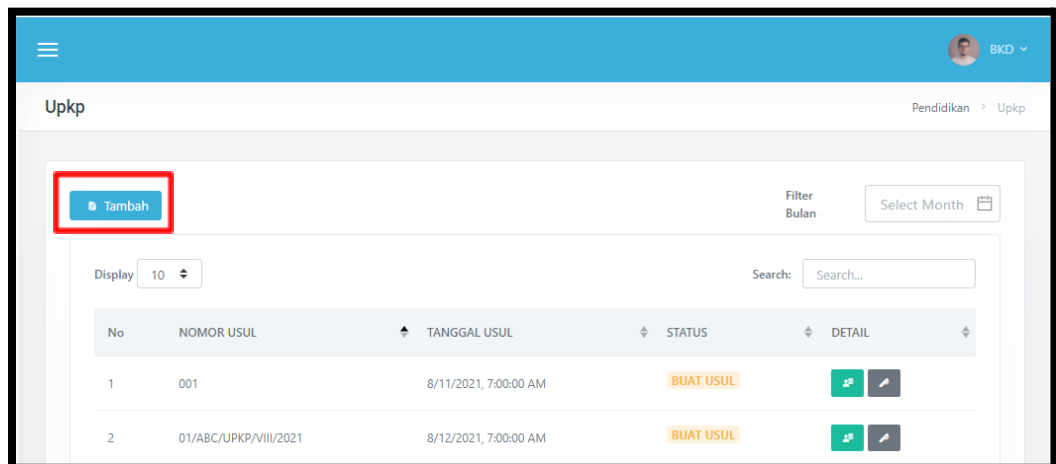 BKD
Upkp
Pendidikan > Upkp
Tambah
Filter
Bulan
Select Month
Display 10
Search: Search...
No NOMOR USUL TANGGAL USUL STATUS DETAIL
1 001 8/11/2021, 7:00:00 AM BUAT USUL
2 01/ABC/UPKP/VIII/2021 8/12/2021, 7:00:00 AM BUAT USUL